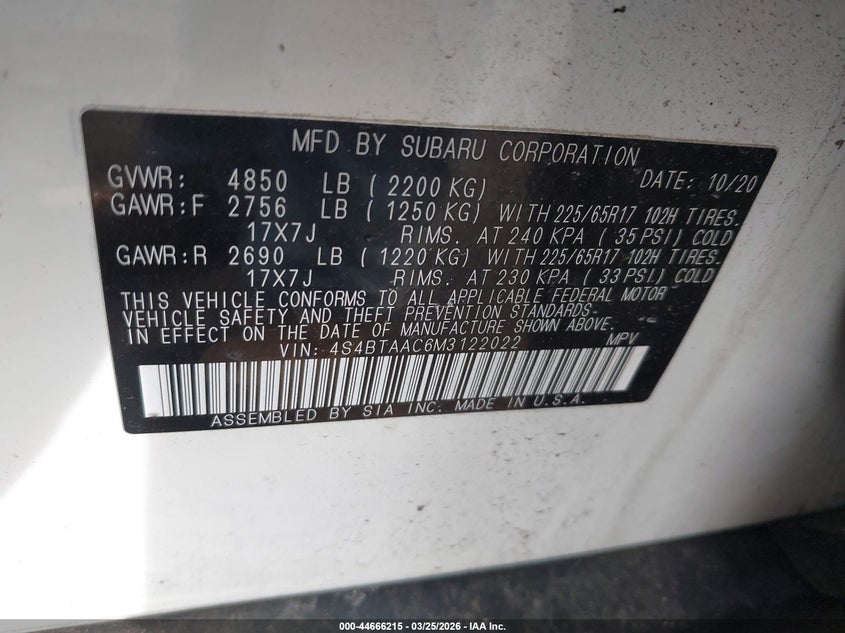 MFD BY SUBARU CORPORATION
GVWR: 4850 LB (2200 KG) DATE: 10/20
GAWR:F 2756 LB (1250 KG) WITH 225/65R17 102H TIRES.
17X7J RIMS. AT 240 KPA (35 PSI) COLD
GAWR:R 2690 LB (1220 KG) WITH 225/65R17 102H TIRES.
17X7J RIMS. AT 230 KPA (33 PSI) COLD
THIS VEHICLE CONFORMS TO ALL APPLICABLE FEDERAL MOTOR
VEHICLE SAFETY AND THEFT PREVENTION STANDARDS
IN EFFECT ON THE DATE OF MANUFACTURE SHOWN ABOVE.
VIN: 4S4BTAAC6M3122022 MPV
ASSEMBLED BY SIA INC. MADE IN U.S.A.
000-44666215 - 03/25/2026 - IAA Inc.